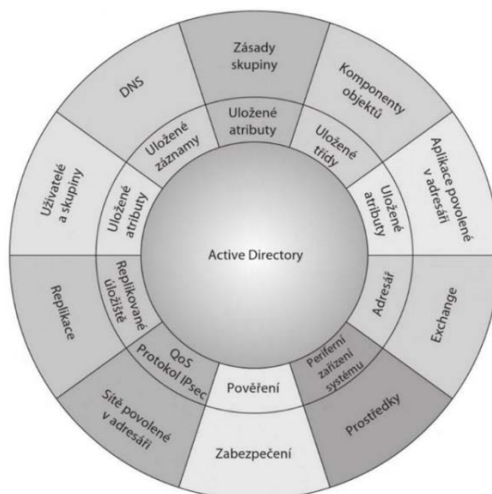 Zásady
skupiny
Komponenty
objektů
Aplikace povolené
v adresáři
Exchange
Prostředky
Zabezpečení
Sítě povolené
v adresáři
Replikace
Uživatelé
a skupiny
DNS
Uložené
atributy
Uložené
třídy
Uložené
atributy
Adresář
Periferní
zařízení
systému
Pověření
QoS
Protokol IPsec
Replikované
úložiště
Uložené
atributy
Uložené
záznamy
Active Directory